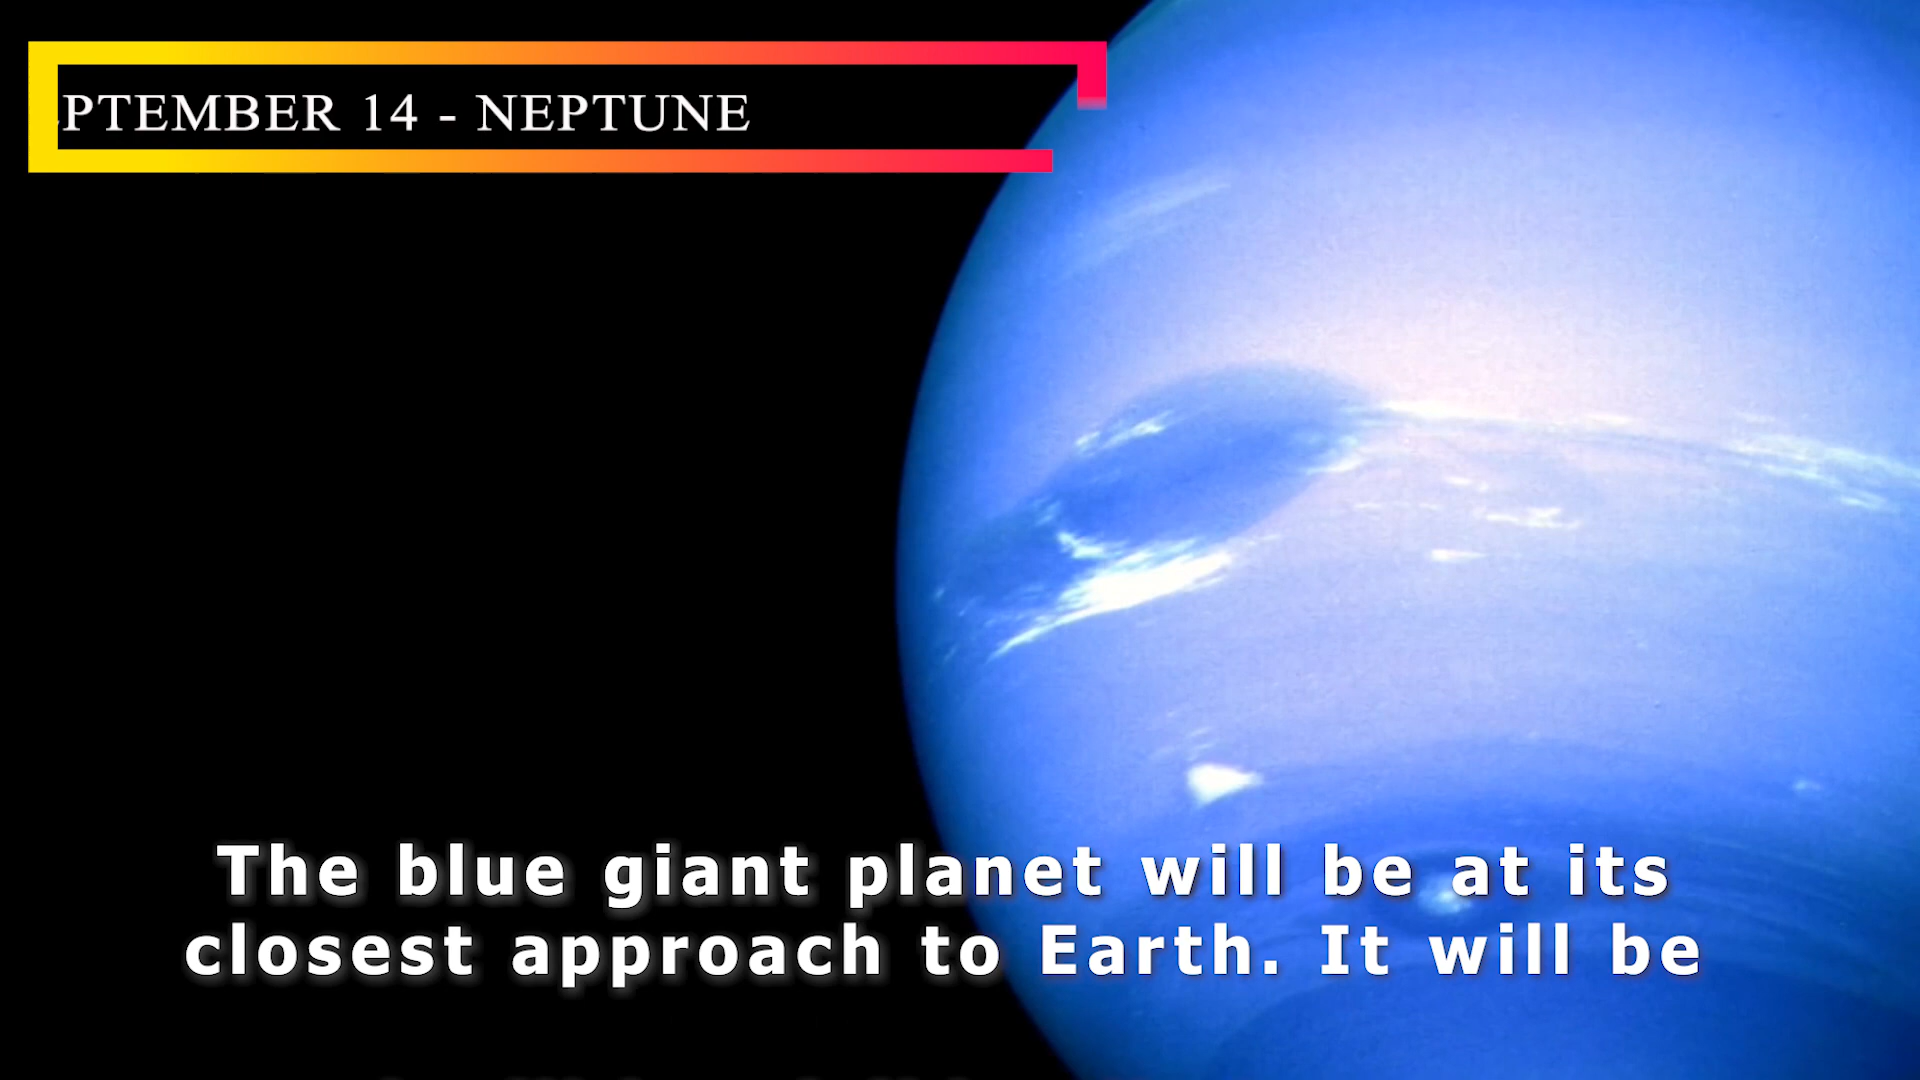 PTEMBER 14 - NEPTUNE
The blue giant planet will be at its
closest approach to Earth. It will be